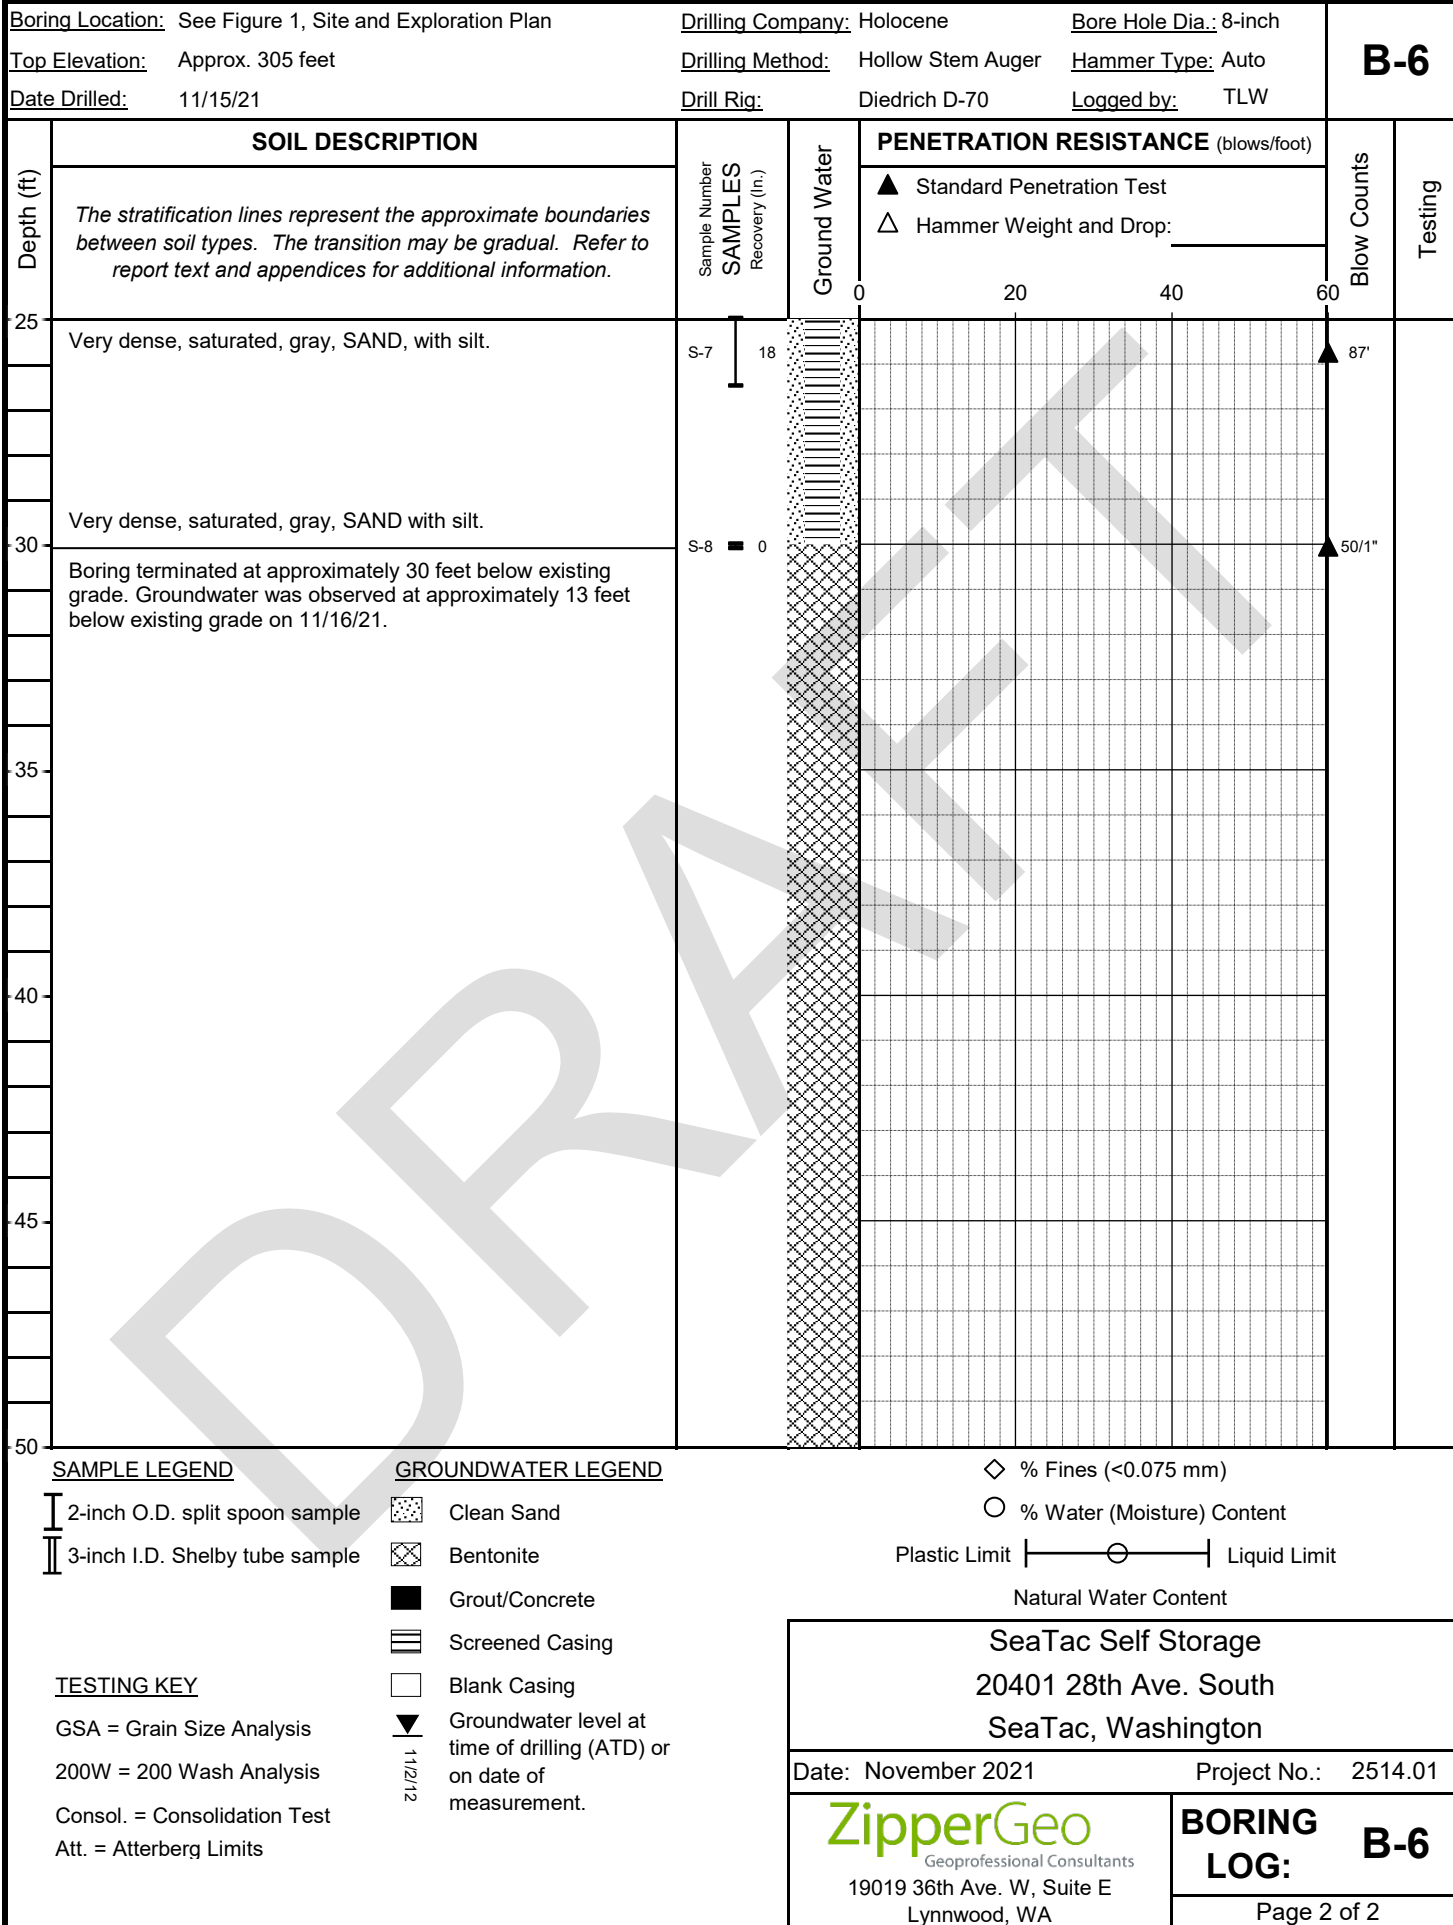 Boring Location: See Figure 1, Site and Exploration Plan
Drilling Company: Holocene
Bore Hole Dia.: 8-inch
Top Elevation: Approx. 305 feet
Drilling Method: Hollow Stem Auger
Hammer Type: Auto
Date Drilled: 11/15/21
Drill Rig: Diedrich D-70
Logged by: TLW
B-6
Depth (ft)
SOIL DESCRIPTION
The stratification lines represent the approximate boundaries
between soil types. The transition may be gradual. Refer to
report text and appendices for additional information.
Sample Number
SAMPLES
Recovery (In.)
Ground Water
PENETRATION RESISTANCE (blows/foot)
▲ Standard Penetration Test
△ Hammer Weight and Drop:
0 20 40 60
Blow Counts
Testing
25
Very dense, saturated, gray, SAND, with silt.
S-7 18
87'
Very dense, saturated, gray, SAND with silt.
30
S-8 0
50/1"
Boring terminated at approximately 30 feet below existing
grade. Groundwater was observed at approximately 13 feet
below existing grade on 11/16/21.
35
40
45
50
DRAFT
SAMPLE LEGEND
2-inch O.D. split spoon sample
3-inch I.D. Shelby tube sample
TESTING KEY
GSA = Grain Size Analysis
200W = 200 Wash Analysis
Consol. = Consolidation Test
Att. = Atterberg Limits
GROUNDWATER LEGEND
Clean Sand
Bentonite
Grout/Concrete
Screened Casing
Blank Casing
11/2/12
Groundwater level at
time of drilling (ATD) or
on date of
measurement.
% Fines (<0.075 mm)
% Water (Moisture) Content
Plastic Limit
Liquid Limit
Natural Water Content
SeaTac Self Storage
20401 28th Ave. South
SeaTac, Washington
Date: November 2021
Project No.: 2514.01
ZipperGeo
Geoprofessional Consultants
19019 36th Ave. W, Suite E
Lynnwood, WA
BORING
LOG:
B-6
Page 2 of 2